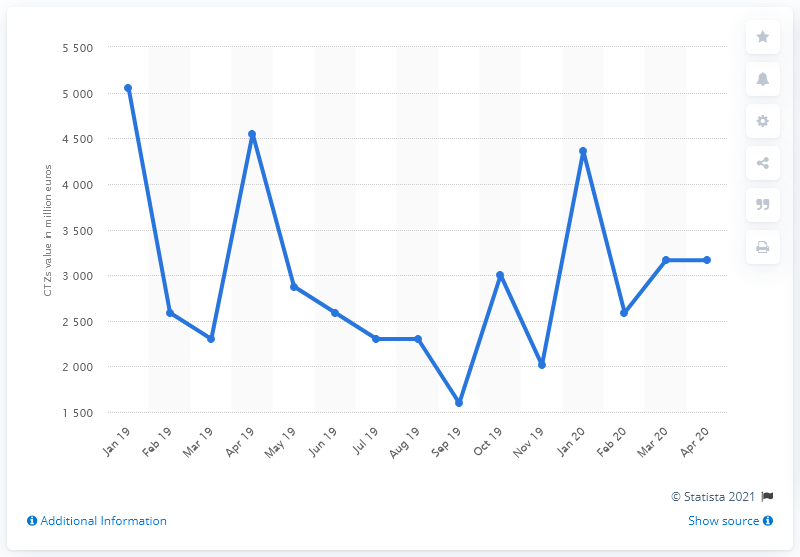 5 500
5 000
4 500
4 000
3 500
3 000
2 500
2 000
1 500
CTZs value in million euros
Jan 19
Feb 19
Mar 19
Apr 19
May 19
Jun 19
Jul 19
Aug 19
Sep 19
Oct 19
Nov 19
Jan 20
Feb 20
Mar 20
Apr 20
© Statista 2021
Additional Information
Show source